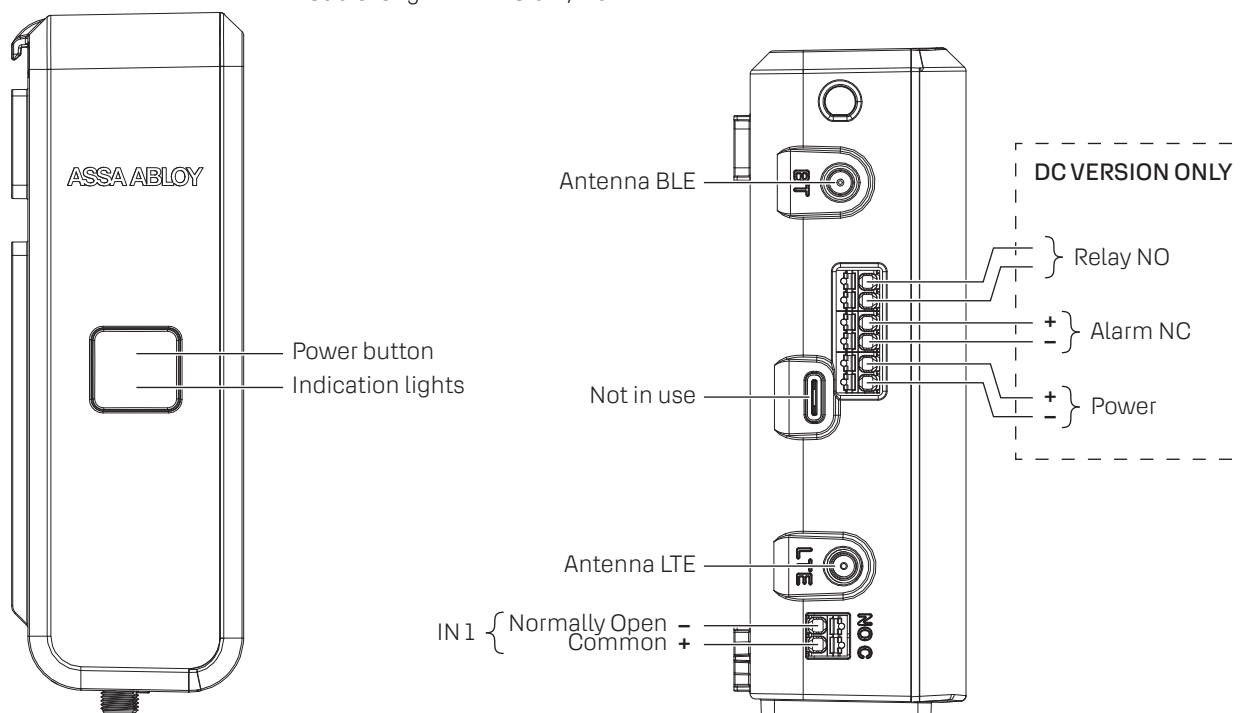 ASSA ABLOY
Power button
Indication lights
Antenna BLE
BT
Not in use
Antenna LTE
LTE
IN 1 { Normally Open -
Common +
NO C
DC VERSION ONLY
Relay NO
+
-
Alarm NC
+
-
Power